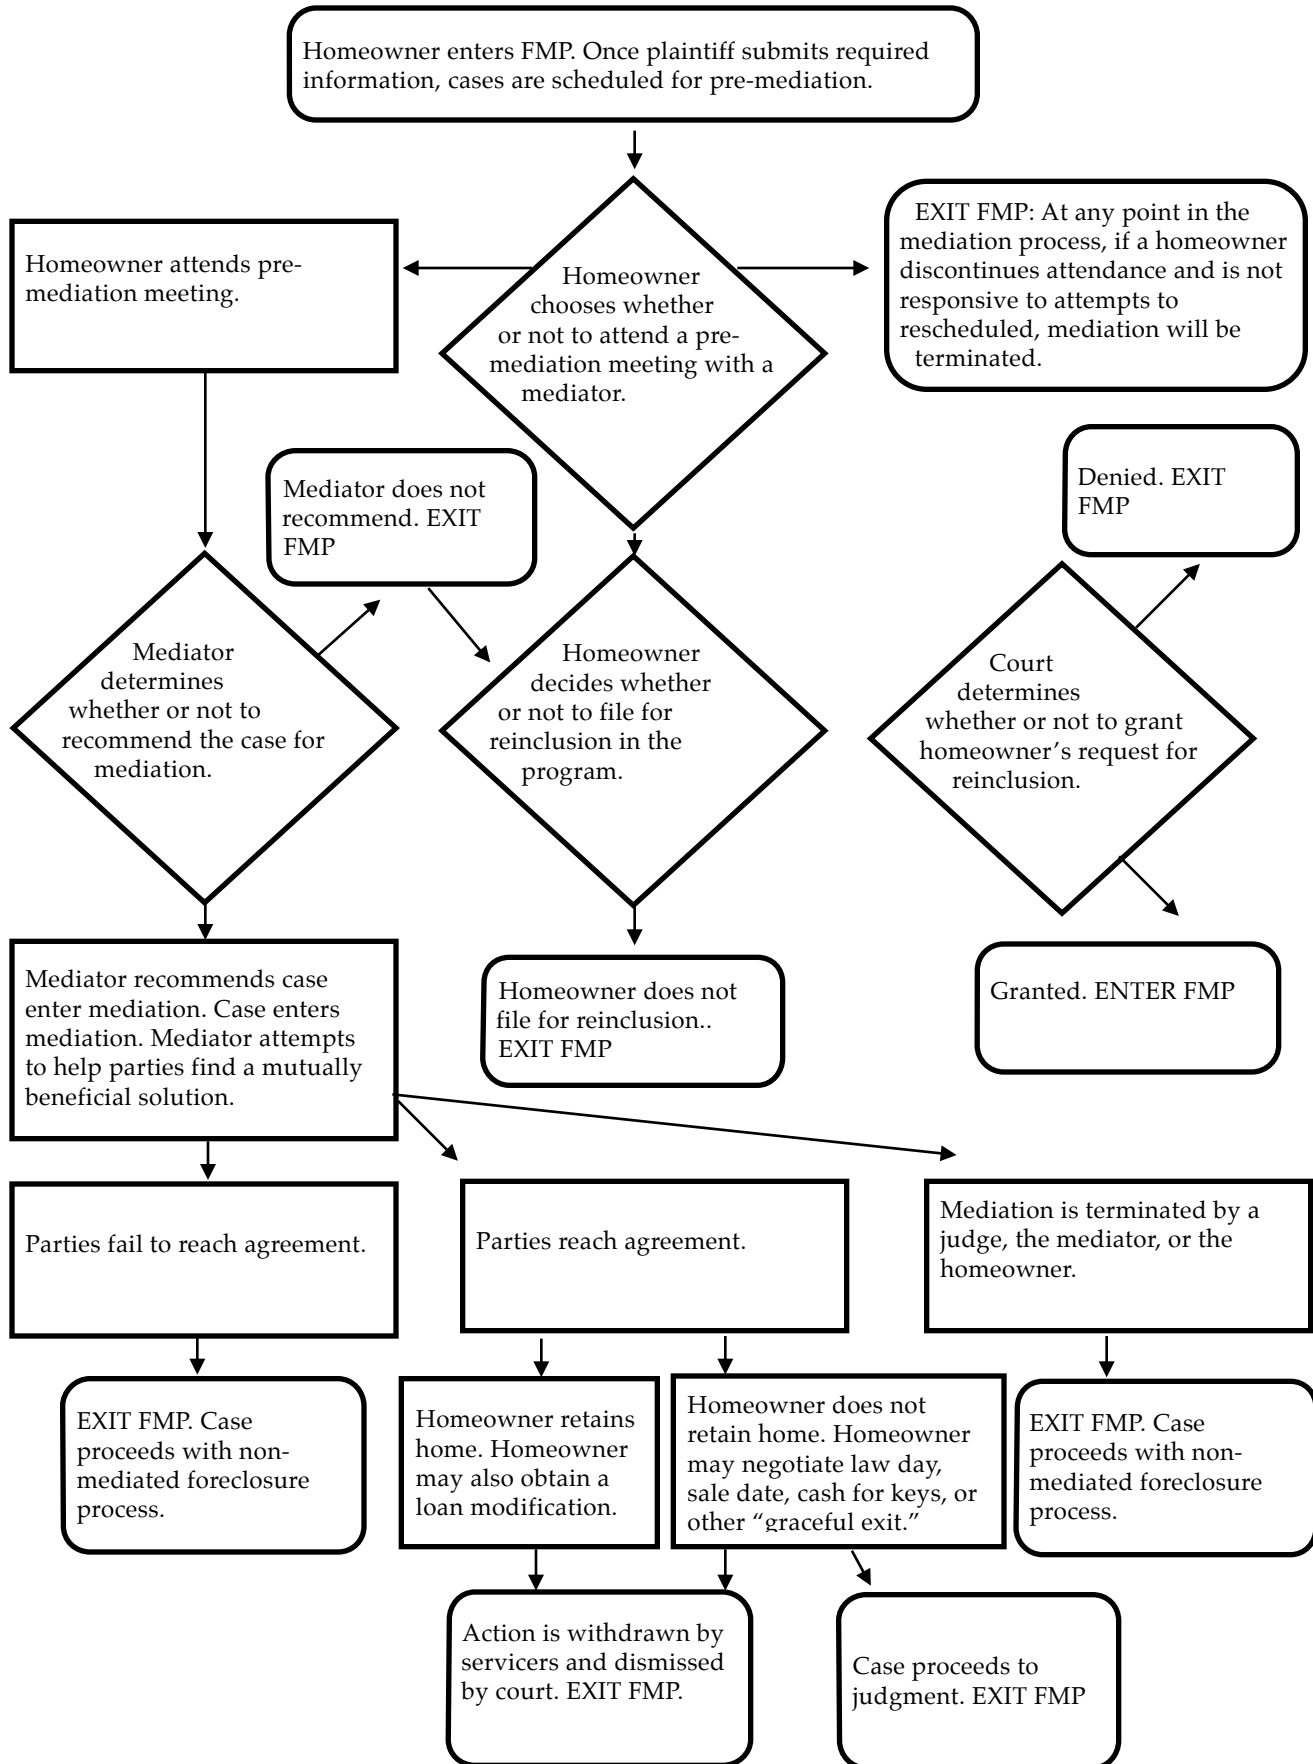 Homeowner enters FMP. Once plaintiff submits required
information, cases are scheduled for pre-mediation.
Homeowner attends pre-
mediation meeting.
Homeowner
chooses whether
or not to attend a pre-
mediation meeting with a
mediator.
EXIT FMP: At any point in the
mediation process, if a homeowner
discontinues attendance and is not
responsive to attempts to
rescheduled, mediation will be
terminated.
Mediator does not
recommend. EXIT
FMP
Denied. EXIT
FMP
Mediator
determines
whether or not to
recommend the case for
mediation.
Homeowner
decides whether
or not to file for
reinclusion in the
program.
Court
determines
whether or not to grant
homeowner’s request for
reinclusion.
Mediator recommends case
enter mediation. Case enters
mediation. Mediator attempts
to help parties find a mutually
beneficial solution.
Homeowner does not
file for reinclusion..
EXIT FMP
Granted. ENTER FMP
Parties fail to reach agreement.
Parties reach agreement.
Mediation is terminated by a
judge, the mediator, or the
homeowner.
EXIT FMP. Case
proceeds with non-
mediated foreclosure
process.
Homeowner retains
home. Homeowner
may also obtain a
loan modification.
Homeowner does not
retain home. Homeowner
may negotiate law day,
sale date, cash for keys, or
other “graceful exit.”
EXIT FMP. Case
proceeds with non-
mediated foreclosure
process.
Action is withdrawn by
servicers and dismissed
by court. EXIT FMP.
Case proceeds to
judgment. EXIT FMP